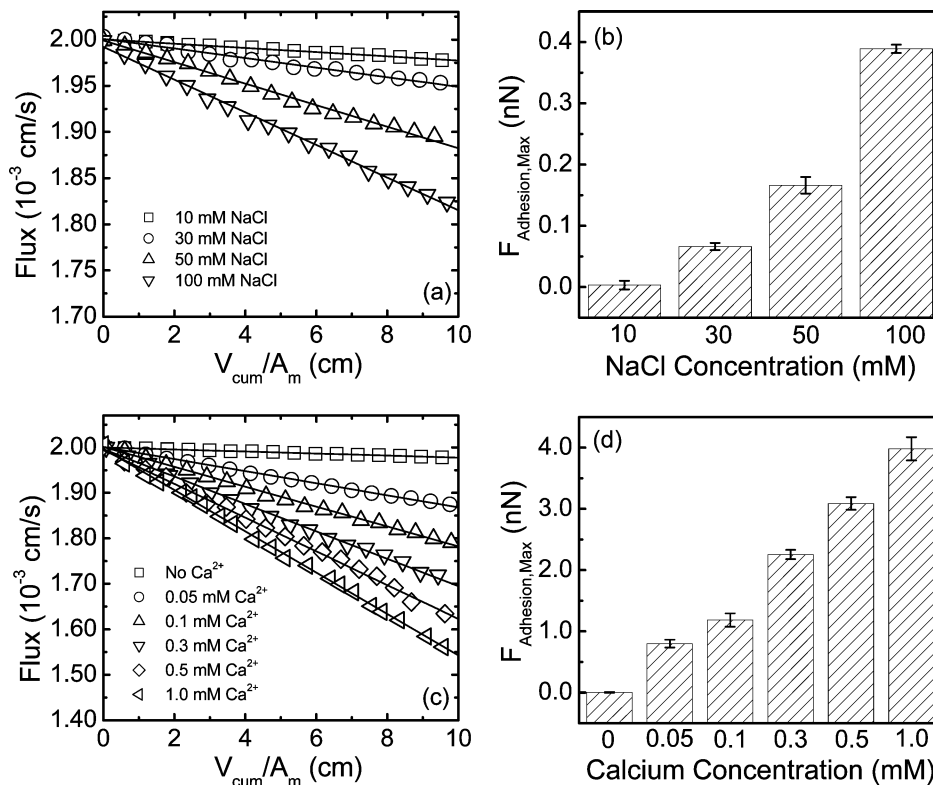 2.00
1.95
1.90
1.85
1.80
1.75
1.70
Flux (10⁻³ cm/s)
10 mM NaCl
30 mM NaCl
50 mM NaCl
100 mM NaCl
(a)
0 2 4 6 8 10
V_cum/A_m (cm)
(b)
0.4
0.2
0.1
0.0
F_Adhesion,Max (nN)
10 30 50 100
NaCl Concentration (mM)
2.00
1.90
1.80
1.70
1.60
1.50
1.40
Flux (10⁻³ cm/s)
No Ca²⁺
0.05 mM Ca²⁺
0.1 mM Ca²⁺
0.3 mM Ca²⁺
0.5 mM Ca²⁺
1.0 mM Ca²⁺
(c)
0 2 4 6 8 10
V_cum/A_m (cm)
(d)
4.0
3.0
2.0
1.0
0.0
F_Adhesion,Max (nN)
0 0.05 0.1 0.3 0.5 1.0
Calcium Concentration (mM)